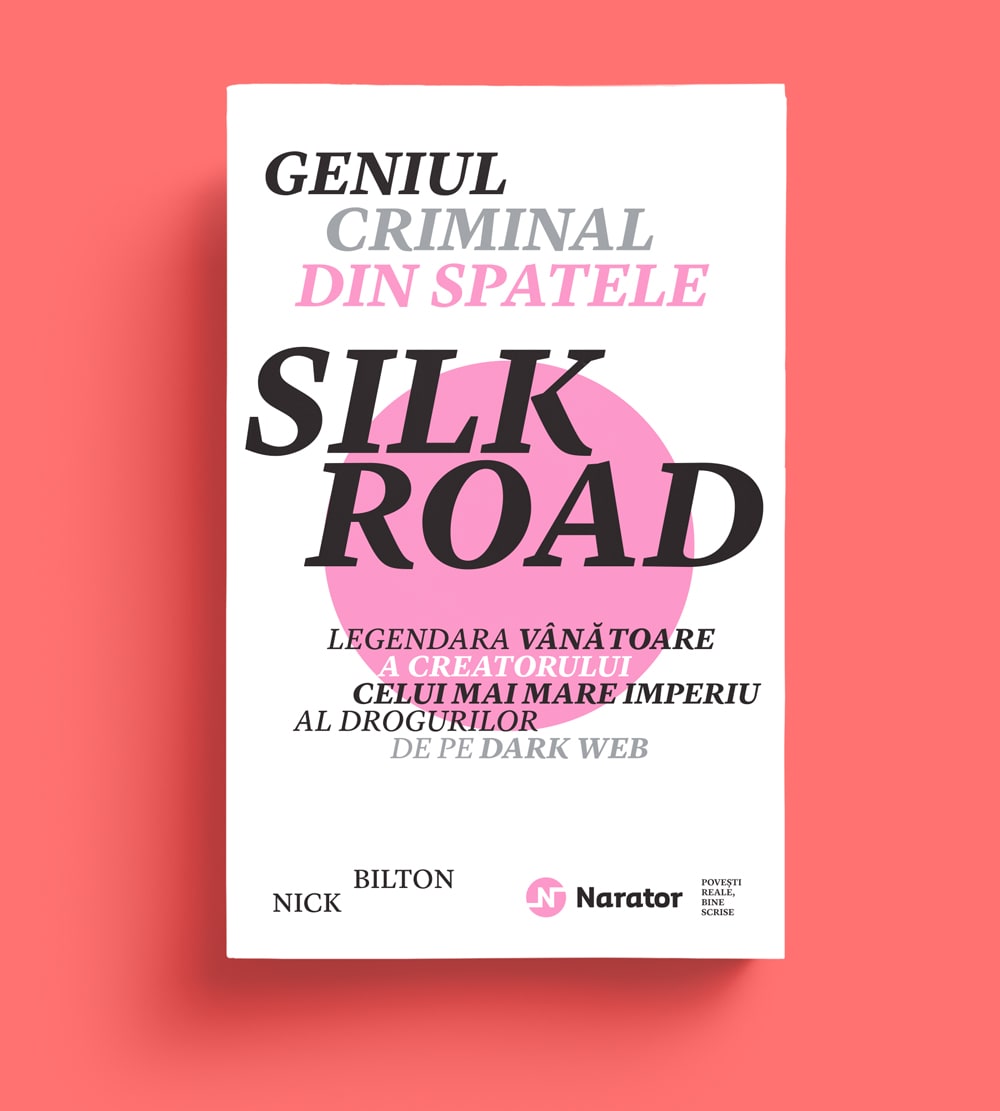 GENIUL
CRIMINAL
DIN SPATELE
SILK
ROAD
LEGENDARA VÂNĂTOARE
A CREATORULUI
CELUI MAI MARE IMPERIU
AL DROGURILOR
DE PE DARK WEB
NICK BILTON
N Narator
POVEȘTI
REALE,
BINE
SCRISE